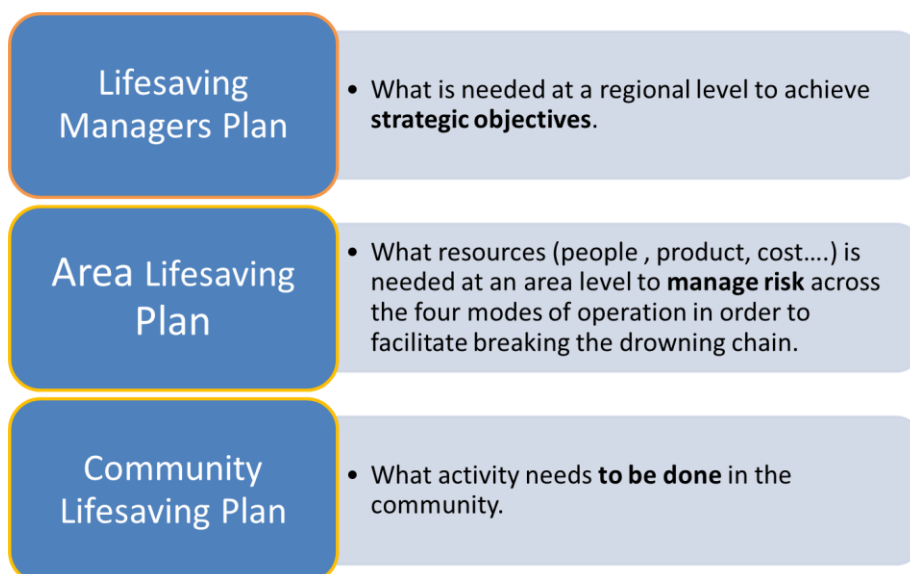 Lifesaving
Managers Plan
• What is needed at a regional level to achieve
strategic objectives.
Area Lifesaving
Plan
• What resources (people , product, cost....) is
needed at an area level to manage risk across
the four modes of operation in order to
facilitate breaking the drowning chain.
Community
Lifesaving Plan
• What activity needs to be done in the
community.